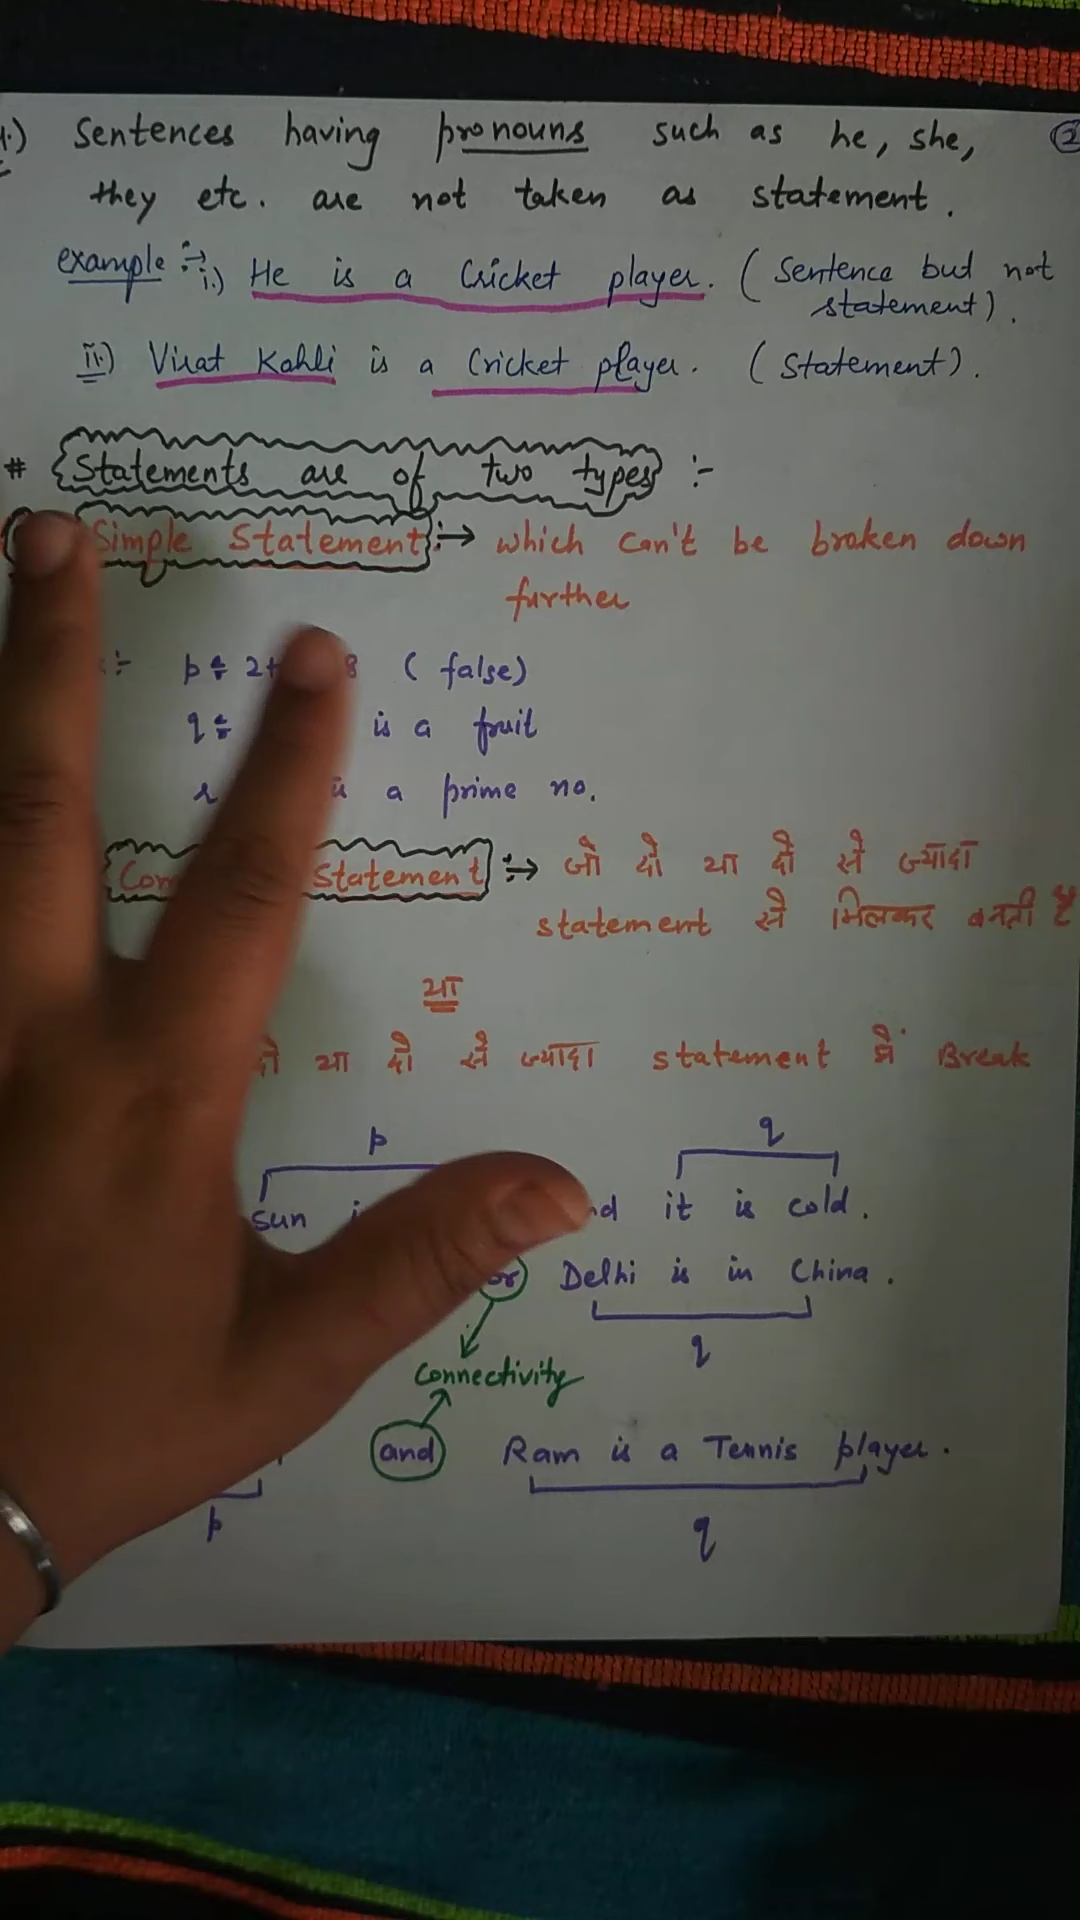 Sentences having pronouns such as he, she, ②
they etc. are not taken as statement.
example :→ i.) He is a Cricket player. (Sentence but not
statement).
ii.) Virat Kohli is a Cricket player. (Statement).
# Statements are of two types :-
Simple Statement :→ which can't be broken down
further
:- p : 2+ 8 (false)
q : is a fruit
r a prime no.
Statement :→ जो दो या दो से ज्यादा
statement से मिलकर बनती है
या
या दो से ज्यादा statement में Break
p q
sun it is cold.
or Delhi is in China.
q
Connectivity
and Ram is a Tennis player.
p q